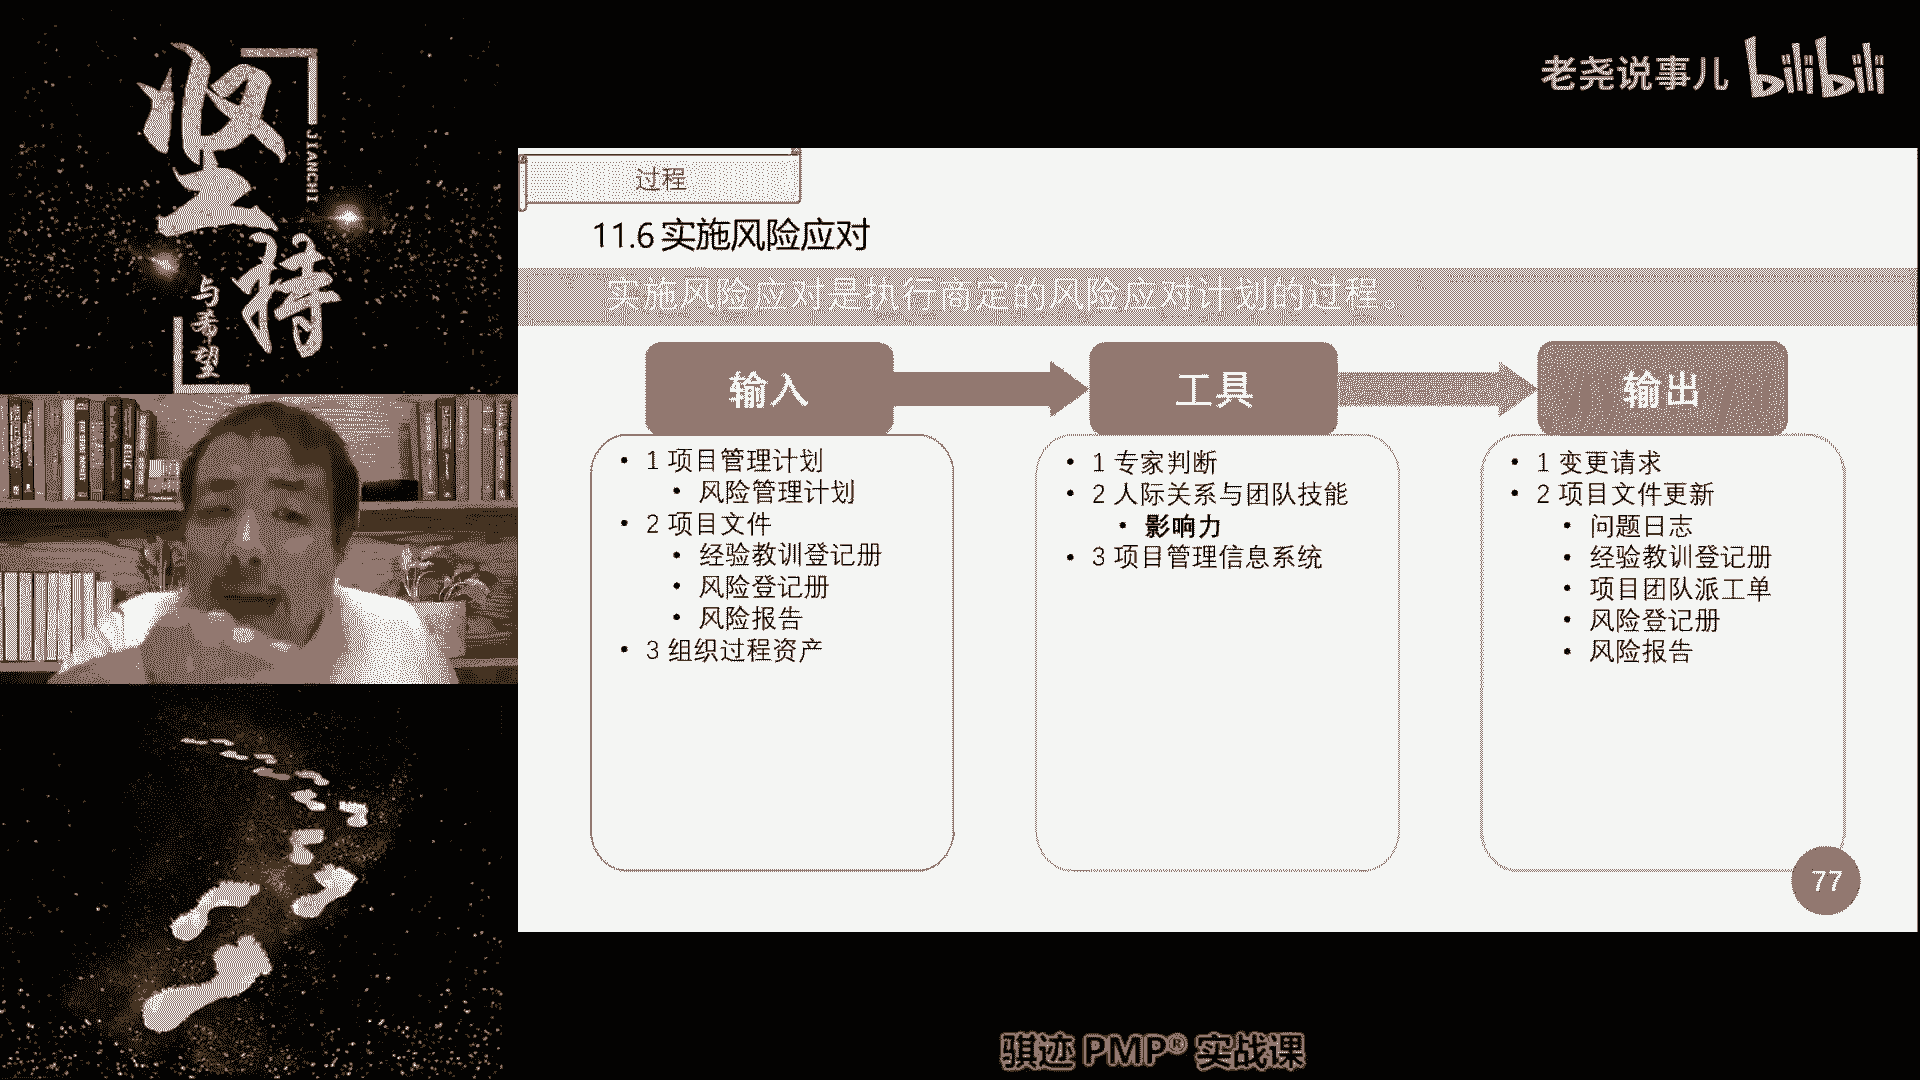 坚持
JIANCHI
与希望
老尧说事儿 bilibili
过程
11.6 实施风险应对
实施风险应对是执行商定的风险应对计划的过程。
输入
• 1 项目管理计划
• 风险管理计划
• 2 项目文件
• 经验教训登记册
• 风险登记册
• 风险报告
• 3 组织过程资产
工具
• 1 专家判断
• 2 人际关系与团队技能
• 影响力
• 3 项目管理信息系统
输出
• 1 变更请求
• 2 项目文件更新
• 问题日志
• 经验教训登记册
• 项目团队派工单
• 风险登记册
• 风险报告
77
骐迹 PMP® 实战课